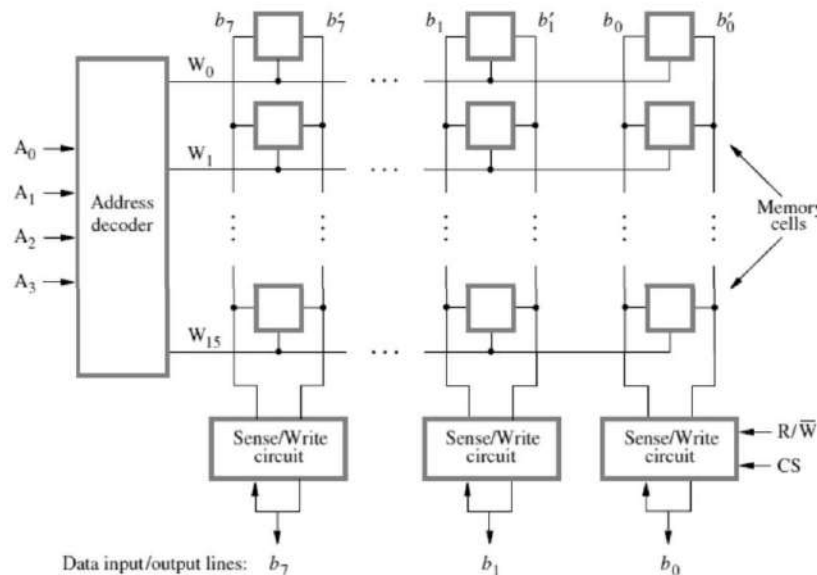 b₇ b′₇ b₁ b′₁ b₀ b′₀
W₀
W₁
A₀
A₁
A₂
A₃
Address
decoder
Memory
cells
W₁₅
Sense/Write
circuit
Sense/Write
circuit
Sense/Write
circuit
R/W̅
CS
Data input/output lines: b₇ b₁ b₀